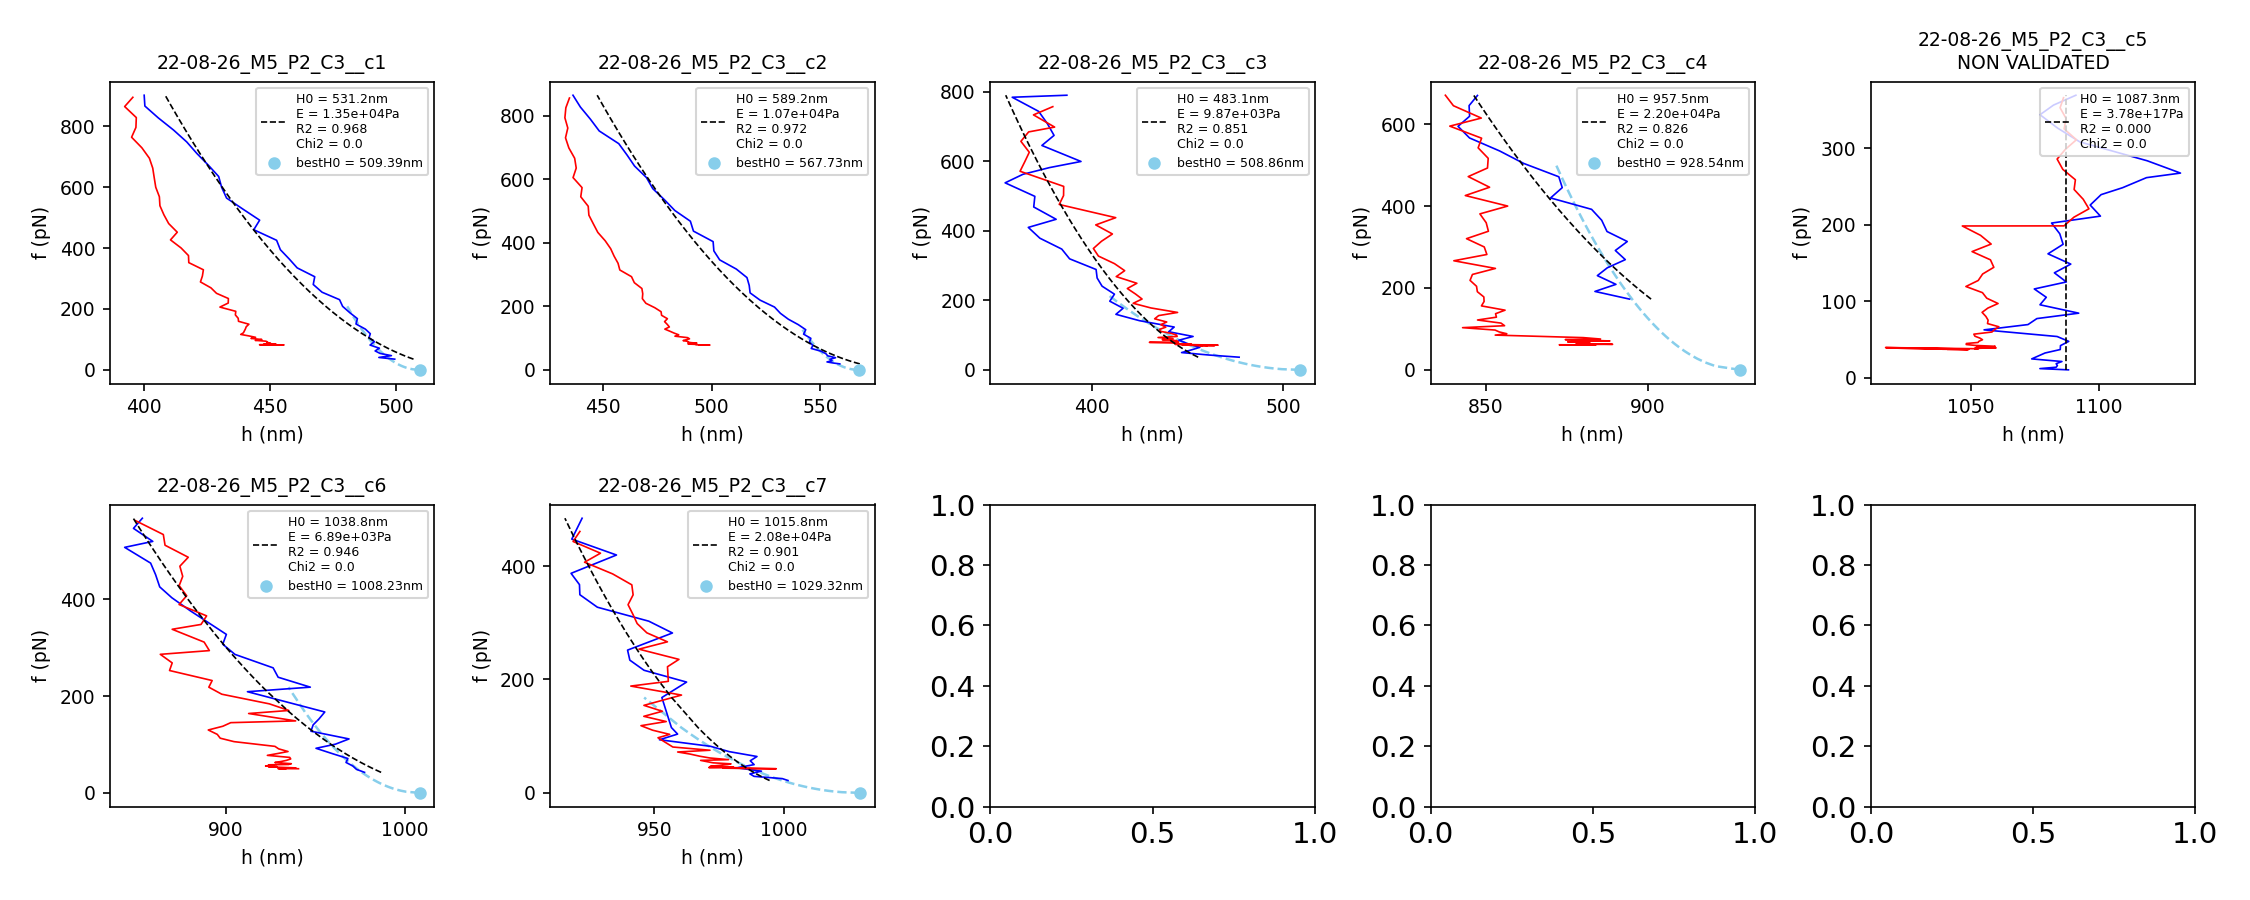 22-08-26_M5_P2_C3__c1
H0 = 531.2nm
E = 1.35e+04Pa
R2 = 0.968
Chi2 = 0.0
bestH0 = 509.39nm
f (pN)
800
600
400
200
0
400 450 500
h (nm)
22-08-26_M5_P2_C3__c2
H0 = 589.2nm
E = 1.07e+04Pa
R2 = 0.972
Chi2 = 0.0
bestH0 = 567.73nm
f (pN)
800
600
400
200
0
450 500 550
h (nm)
22-08-26_M5_P2_C3__c3
H0 = 483.1nm
E = 9.87e+03Pa
R2 = 0.851
Chi2 = 0.0
bestH0 = 508.86nm
f (pN)
800
600
400
200
0
400 500
h (nm)
22-08-26_M5_P2_C3__c4
H0 = 957.5nm
E = 2.20e+04Pa
R2 = 0.826
Chi2 = 0.0
bestH0 = 928.54nm
f (pN)
600
400
200
0
850 900
h (nm)
22-08-26_M5_P2_C3__c5
NON VALIDATED
H0 = 1087.3nm
E = 3.78e+17Pa
R2 = 0.000
Chi2 = 0.0
f (pN)
300
200
100
0
1050 1100
h (nm)
22-08-26_M5_P2_C3__c6
H0 = 1038.8nm
E = 6.89e+03Pa
R2 = 0.946
Chi2 = 0.0
bestH0 = 1008.23nm
f (pN)
400
200
0
900 1000
h (nm)
22-08-26_M5_P2_C3__c7
H0 = 1015.8nm
E = 2.08e+04Pa
R2 = 0.901
Chi2 = 0.0
bestH0 = 1029.32nm
f (pN)
400
200
0
950 1000
h (nm)
1.0
0.8
0.6
0.4
0.2
0.0
0.0 0.5 1.0
1.0
0.8
0.6
0.4
0.2
0.0
0.0 0.5 1.0
1.0
0.8
0.6
0.4
0.2
0.0
0.0 0.5 1.0